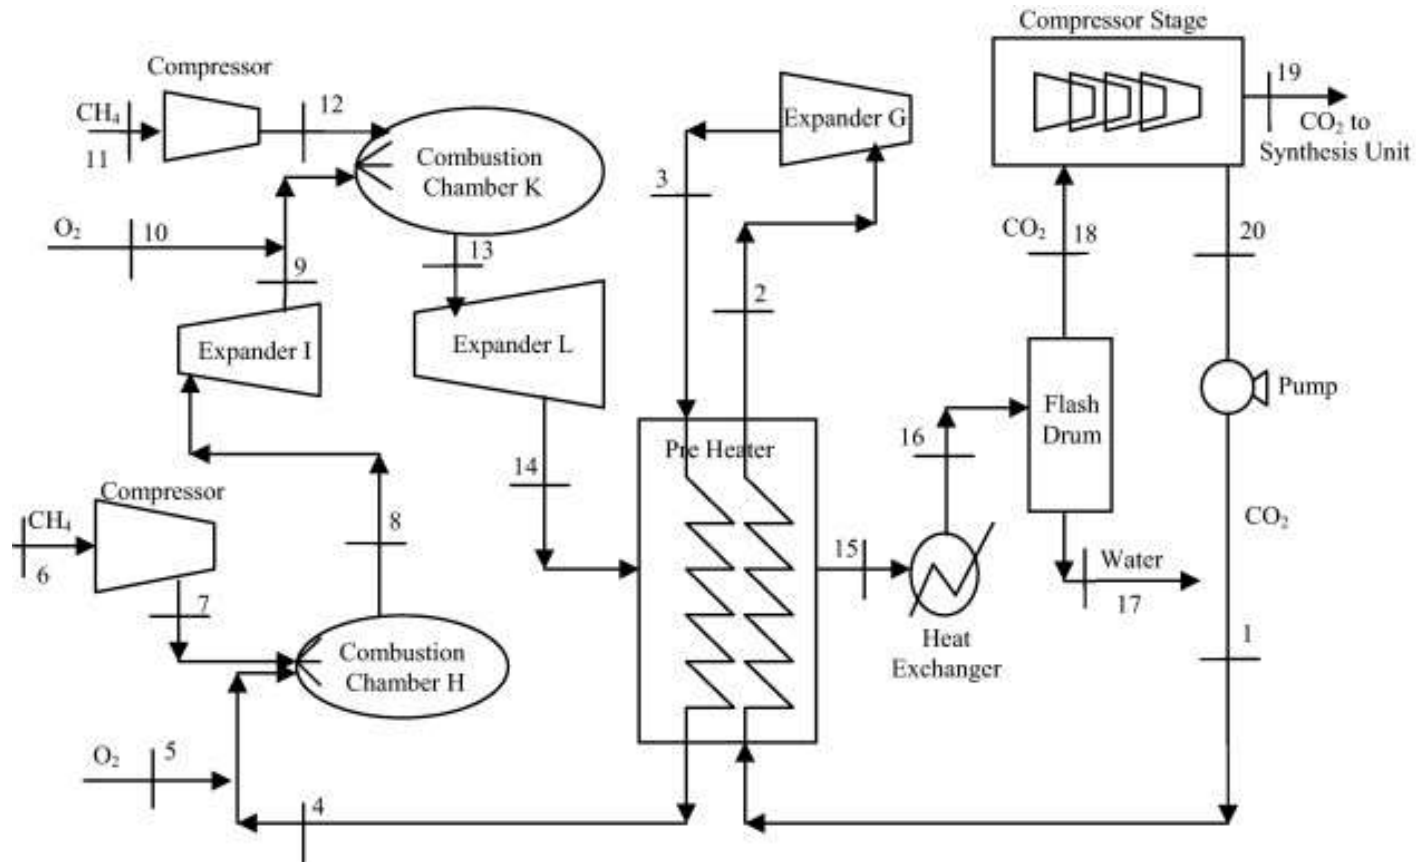 Compressor Stage
Compressor
19
CH₄
12
Expander G
CO₂ to
Synthesis Unit
11
Combustion
Chamber K
3
O₂
10
13
CO₂
18
20
9
2
Expander I
Expander L
Flash
Drum
Pump
Pre Heater
16
14
Compressor
CH₄
8
CO₂
6
15
Water
17
7
Heat
Exchanger
1
Combustion
Chamber H
O₂
5
4